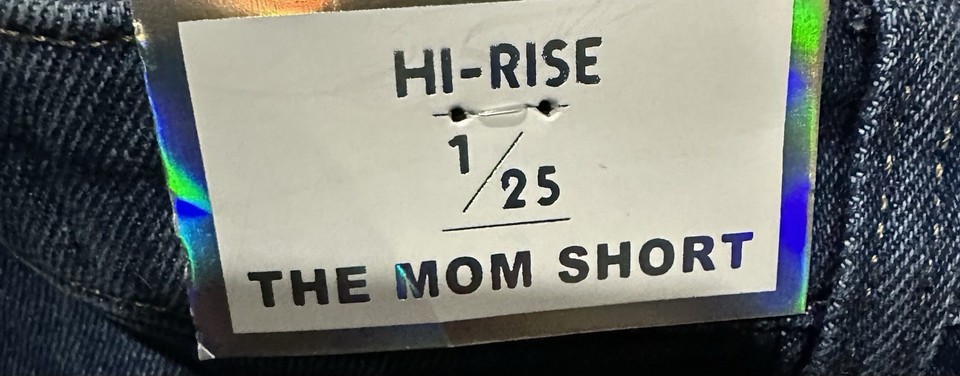 HI-RISE
1/25
THE MOM SHORT